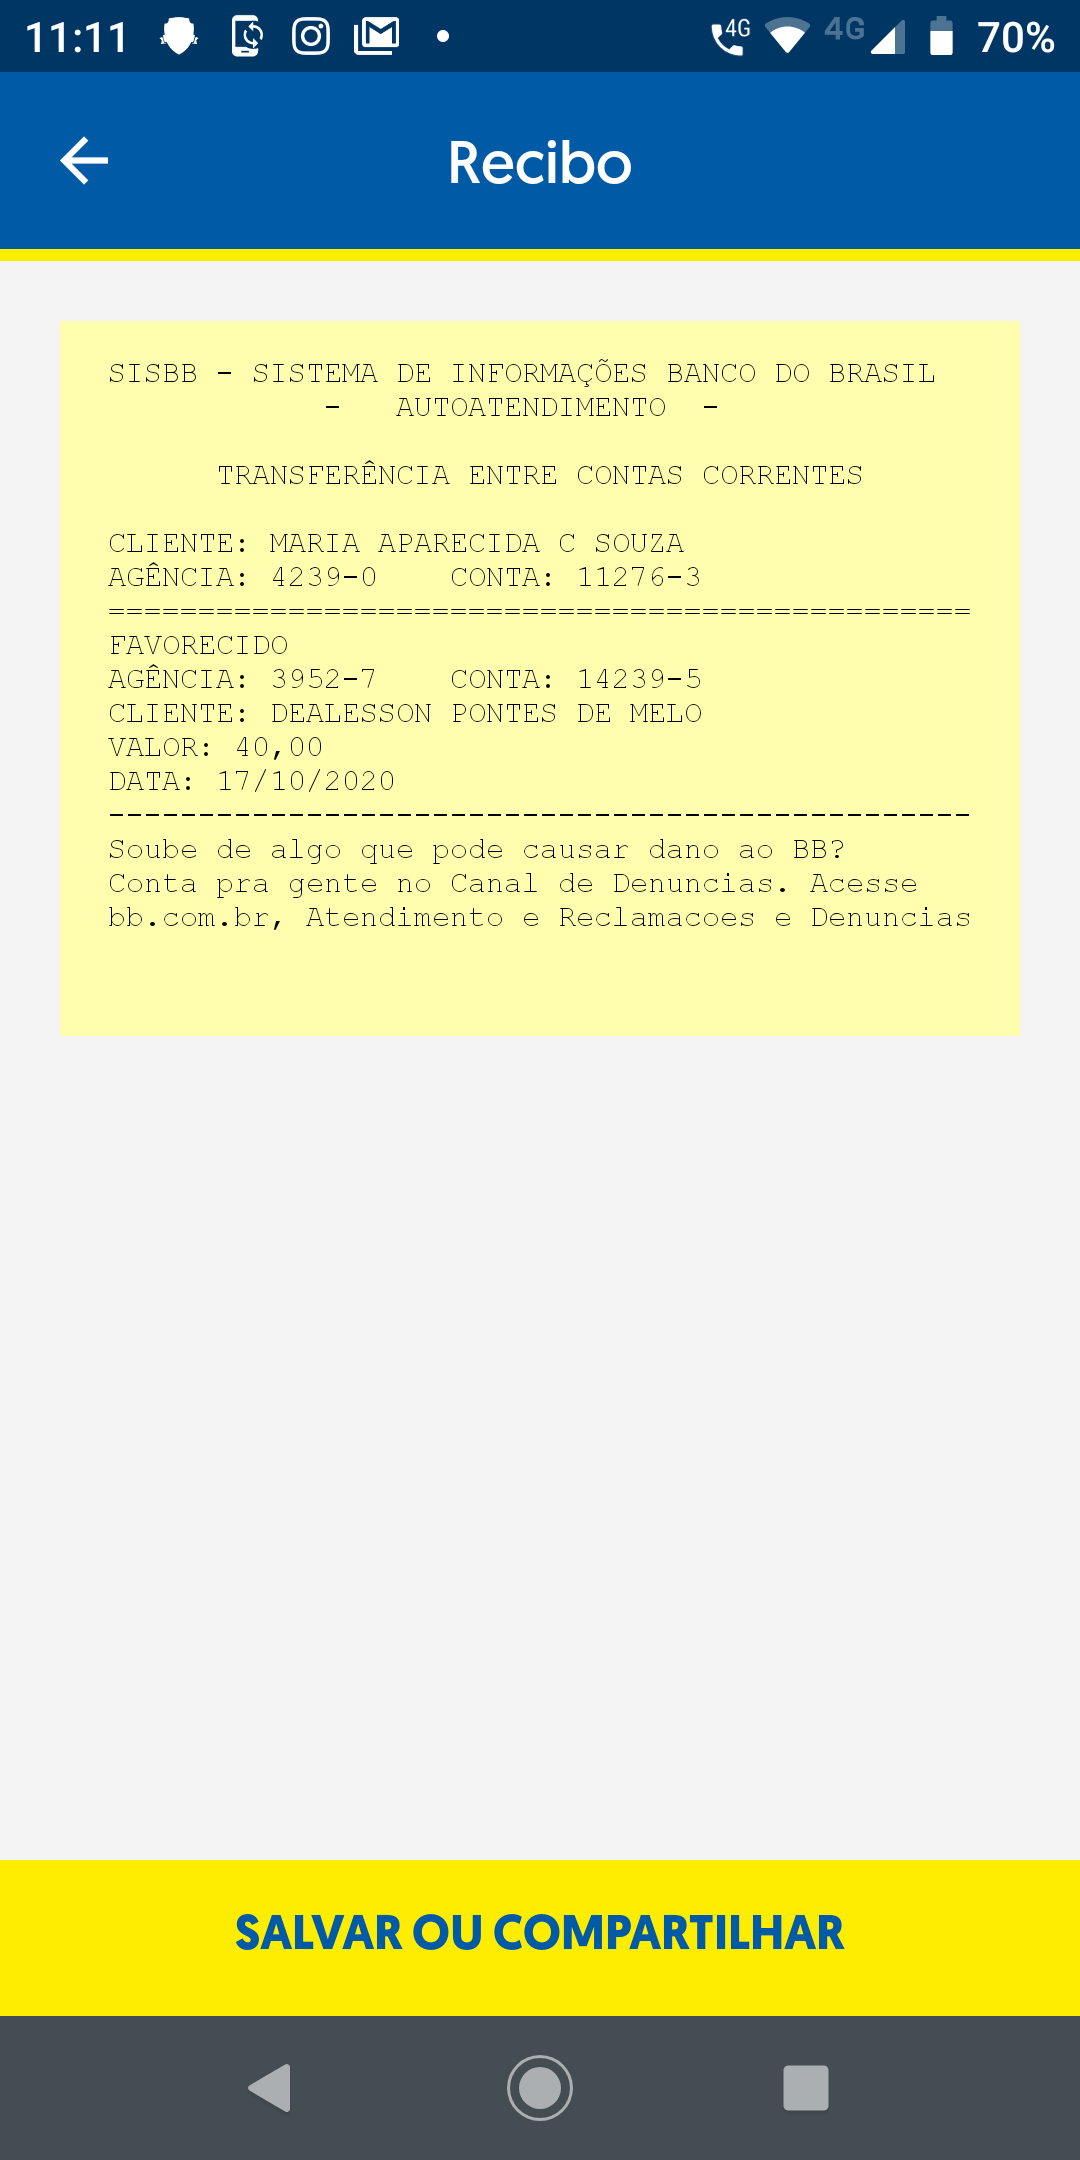 11:11 4G 4G 70%
Recibo
SISBB - SISTEMA DE INFORMAÇÕES BANCO DO BRASIL
- AUTOATENDIMENTO -
TRANSFERÊNCIA ENTRE CONTAS CORRENTES
CLIENTE: MARIA APARECIDA C SOUZA
AGÊNCIA: 4239-0 CONTA: 11276-3
================================================
FAVORECIDO
AGÊNCIA: 3952-7 CONTA: 14239-5
CLIENTE: DEALESSON PONTES DE MELO
VALOR: 40,00
DATA: 17/10/2020
------------------------------------------------
Soube de algo que pode causar dano ao BB?
Conta pra gente no Canal de Denuncias. Acesse
bb.com.br, Atendimento e Reclamacoes e Denuncias
SALVAR OU COMPARTILHAR